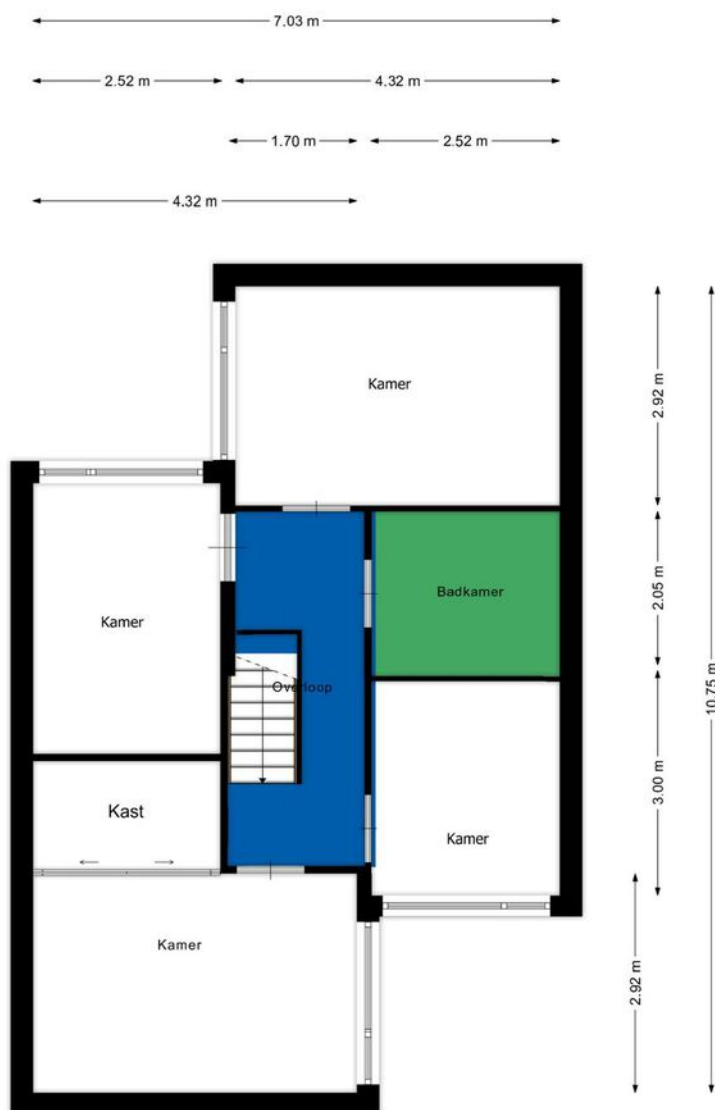 7.03 m
2.52 m
4.32 m
1.70 m
2.52 m
4.32 m
Kamer
2.92 m
Badkamer
2.05 m
Kamer
Overloop
10.75 m
3.00 m
Kast
Kamer
Kamer
2.92 m